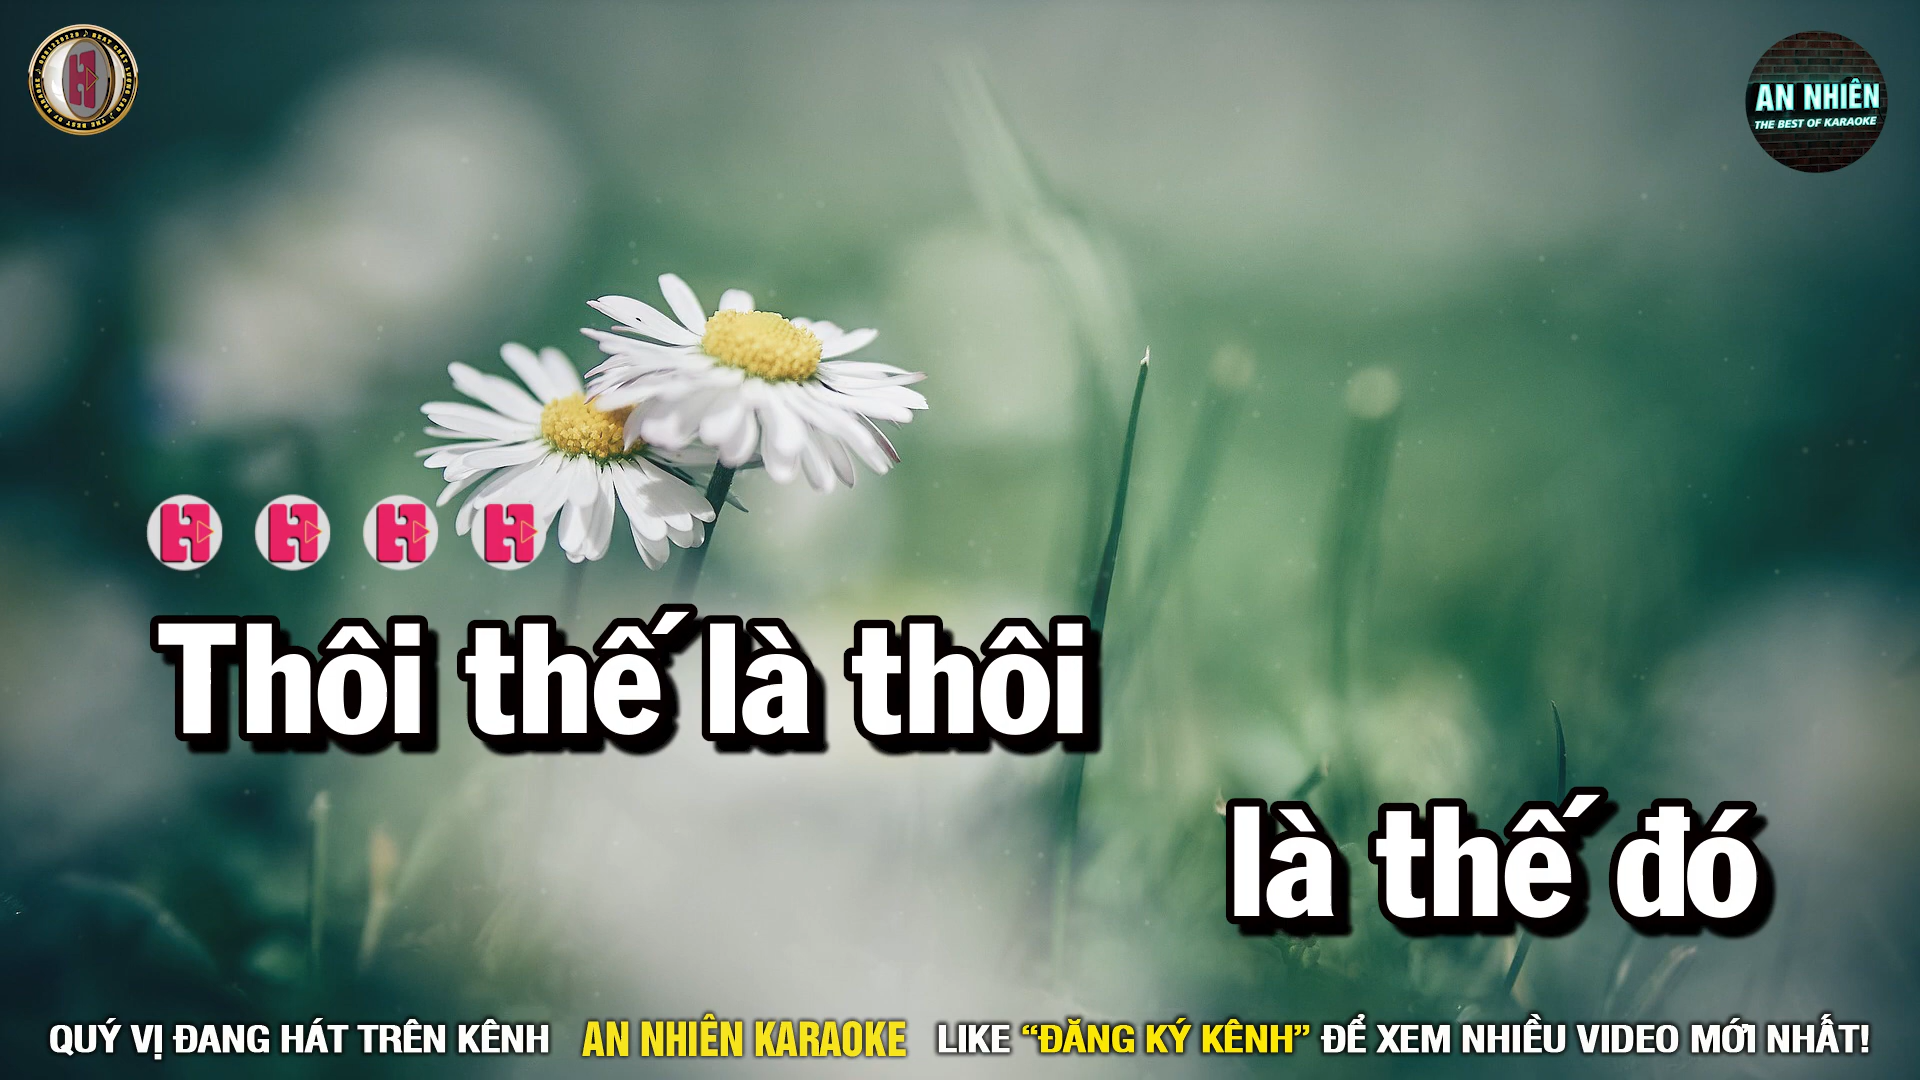 AN NHIÊN
THE BEST OF KARAOKE
Thôi thế là thôi
là thế đó
QUÝ VỊ ĐANG HÁT TRÊN KÊNH AN NHIÊN KARAOKE LIKE “ĐĂNG KÝ KÊNH” ĐỂ XEM NHIỀU VIDEO MỚI NHẤT!